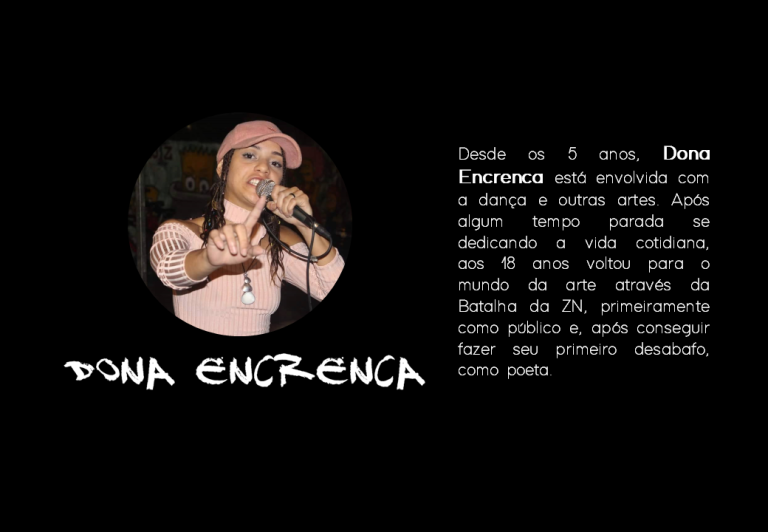 DONA ENCRENCA
Desde os 5 anos, Dona
Encrenca está envolvida com
a dança e outras artes. Após
algum tempo parada se
dedicando a vida cotidiana,
aos 18 anos voltou para o
mundo da arte através da
Batalha da ZN, primeiramente
como público e, após conseguir
fazer seu primeiro desabafo,
como poeta.